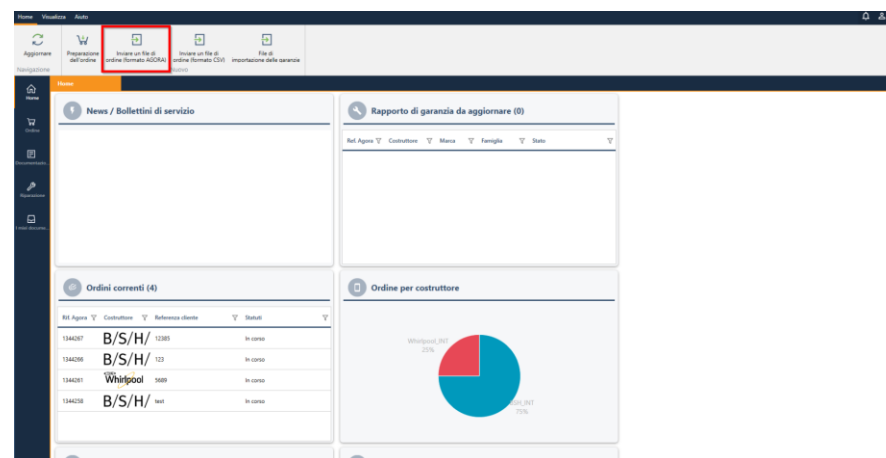 Home Visualizza Aiuto
Aggiornare
Preparazione
dell'ordine
Inviare un file di
ordine (formato AGORA)
Inviare un file di
ordine (formato CSV)
File di
importazione delle garanzie
Navigazione
Home
Home
Ordine
Riparazione
News / Bollettini di servizio
Rapporto di garanzia da aggiornare (0)
Ref. Agora Costruttore Marca Famiglia Stato
Ordini correnti (4)
Rif. Agora Costruttore Referenza cliente Statuti
1344267 B/S/H/ 12385 In corso
1344266 B/S/H/ 123 In corso
1344261 Whirlpool 5689 In corso
1344258 B/S/H/ test In corso
Ordine per costruttore
Whirlpool_INT
25%
75%